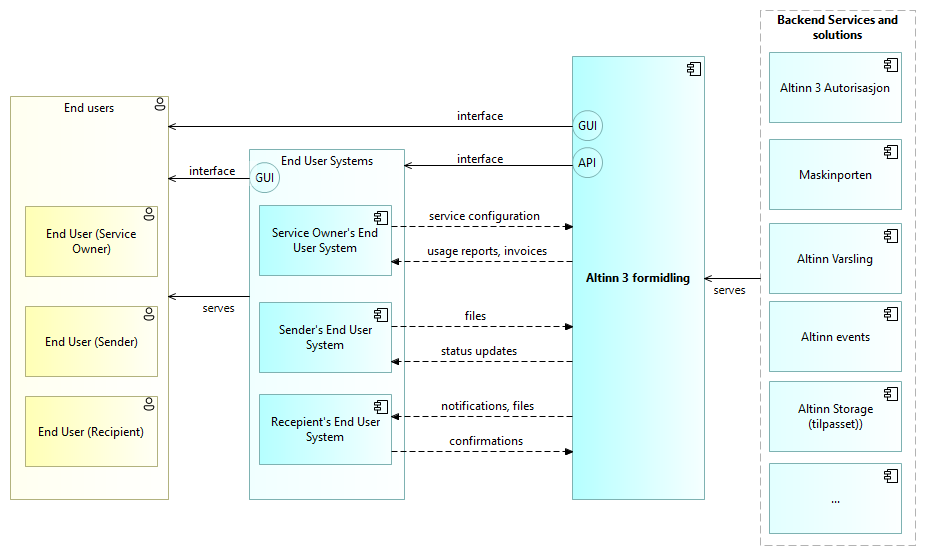 Backend Services and
solutions
End users
interface
GUI
Altinn 3 Autorisasjon
interface
API
End User Systems
interface
GUI
Maskinporten
End User (Service
Owner)
Service Owner's End
User System
service configuration
usage reports, invoices
Altinn 3 formidling
serves
Altinn Varsling
serves
End User (Sender)
Sender's End User
System
files
status updates
Altinn events
End User (Recipient)
Recepient's End User
System
notifications, files
confirmations
Altinn Storage
(tilpasset))
...